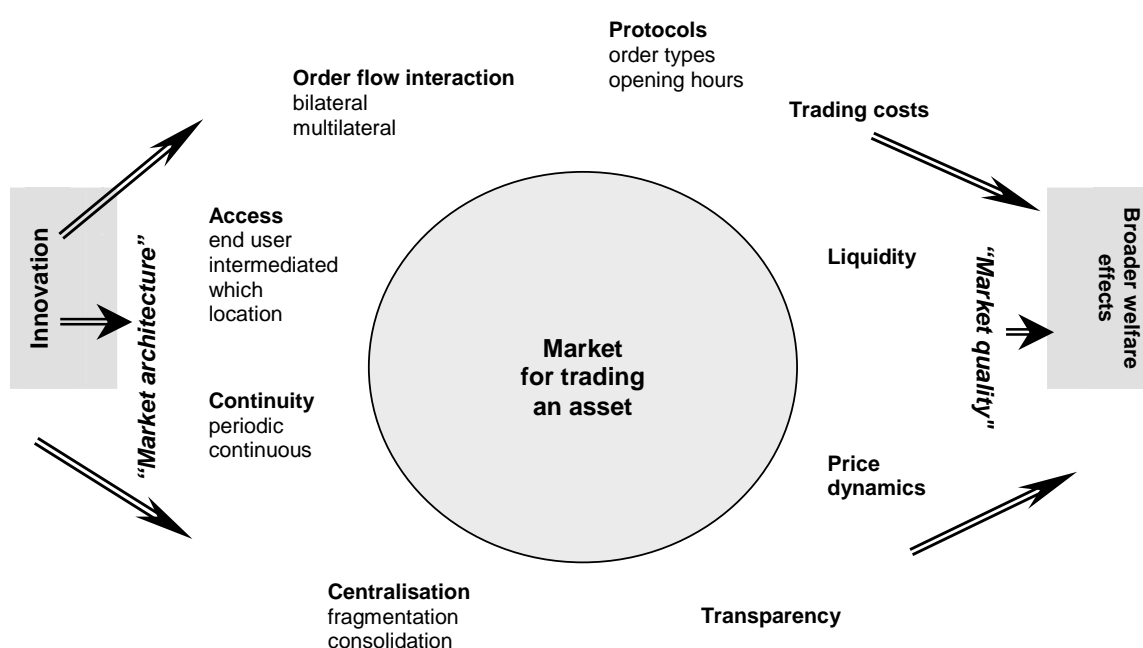 Protocols
order types
opening hours
Order flow interaction
bilateral
multilateral
Trading costs
Innovation
“Market architecture”
Access
end user
intermediated
which
location
Continuity
periodic
continuous
Market
for trading
an asset
Liquidity
Price
dynamics
“Market quality"
Broader welfare
effects
Centralisation
fragmentation
consolidation
Transparency